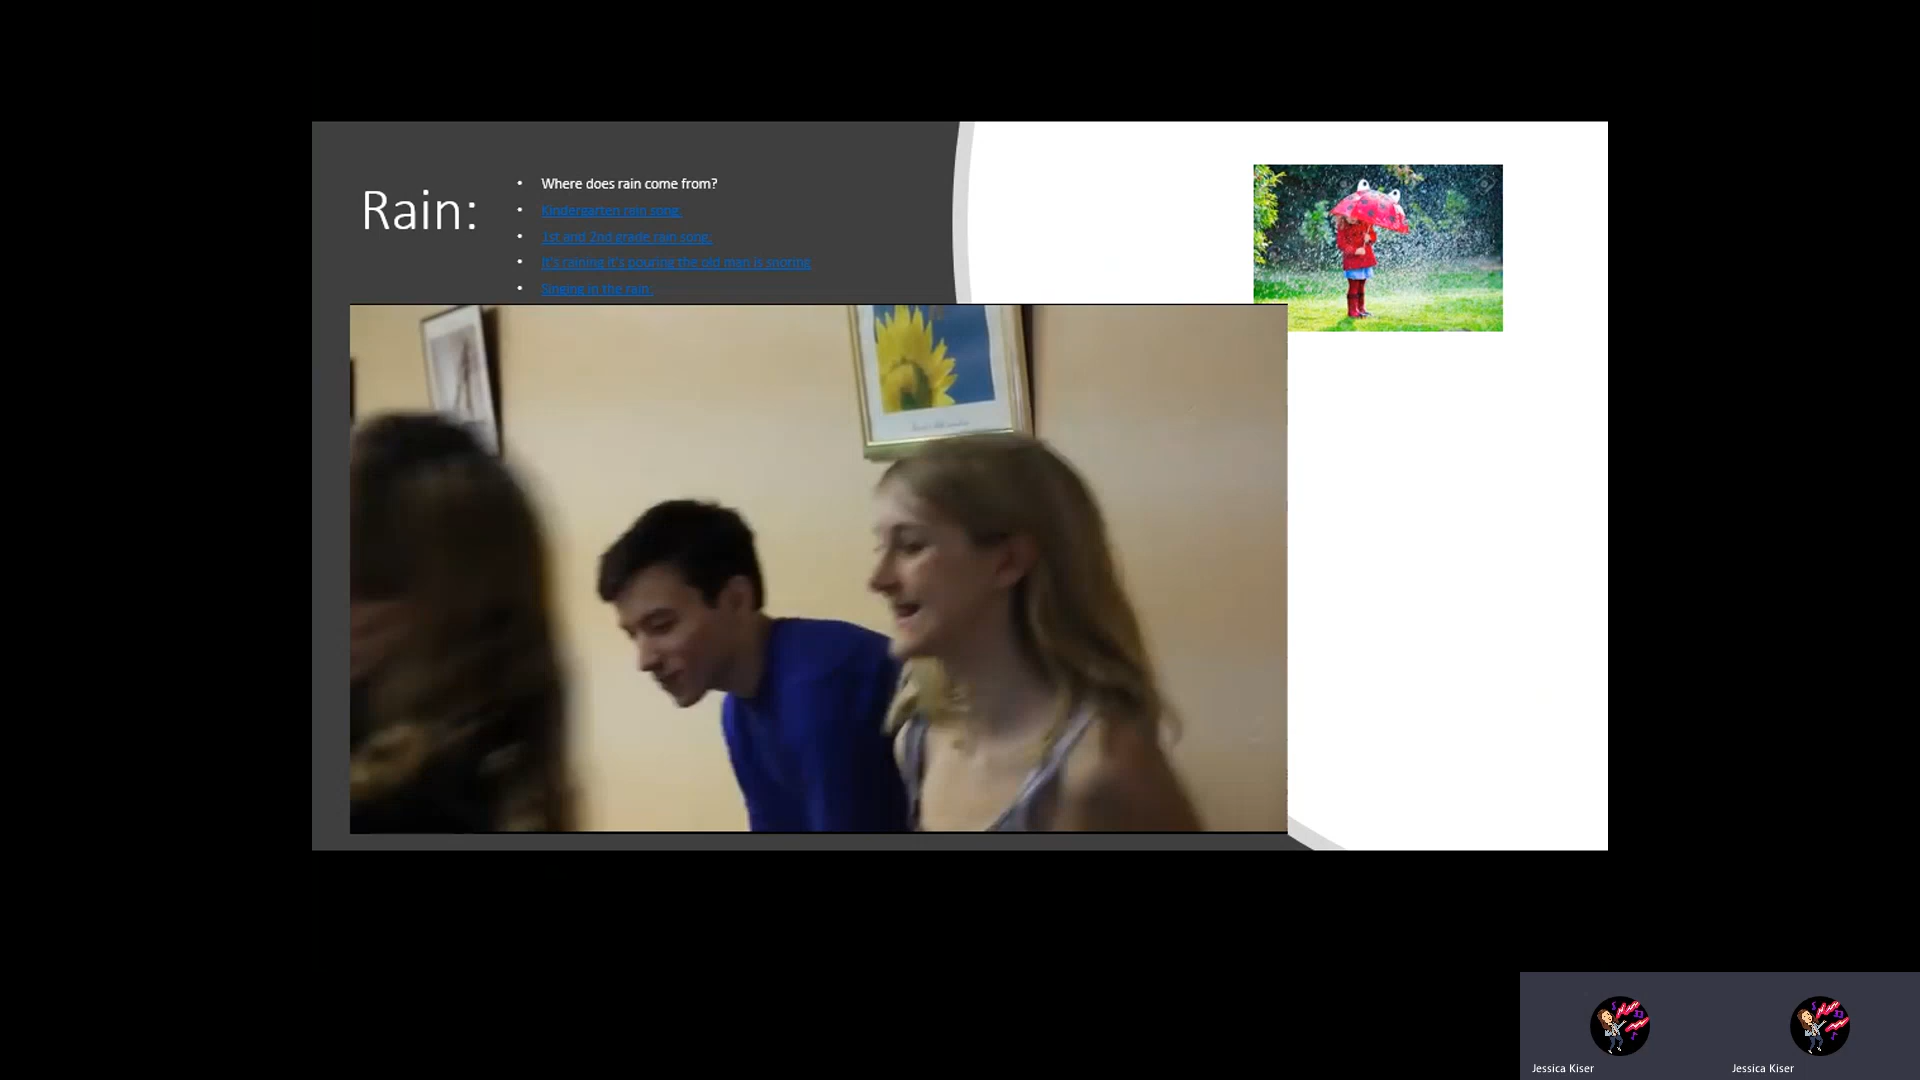 Rain:
Where does rain come from?
Kindergarten rain song:
1st and 2nd grade rain song:
It's raining it's pouring the old man is snoring
Singing in the rain:
Jessica Kiser
Jessica Kiser